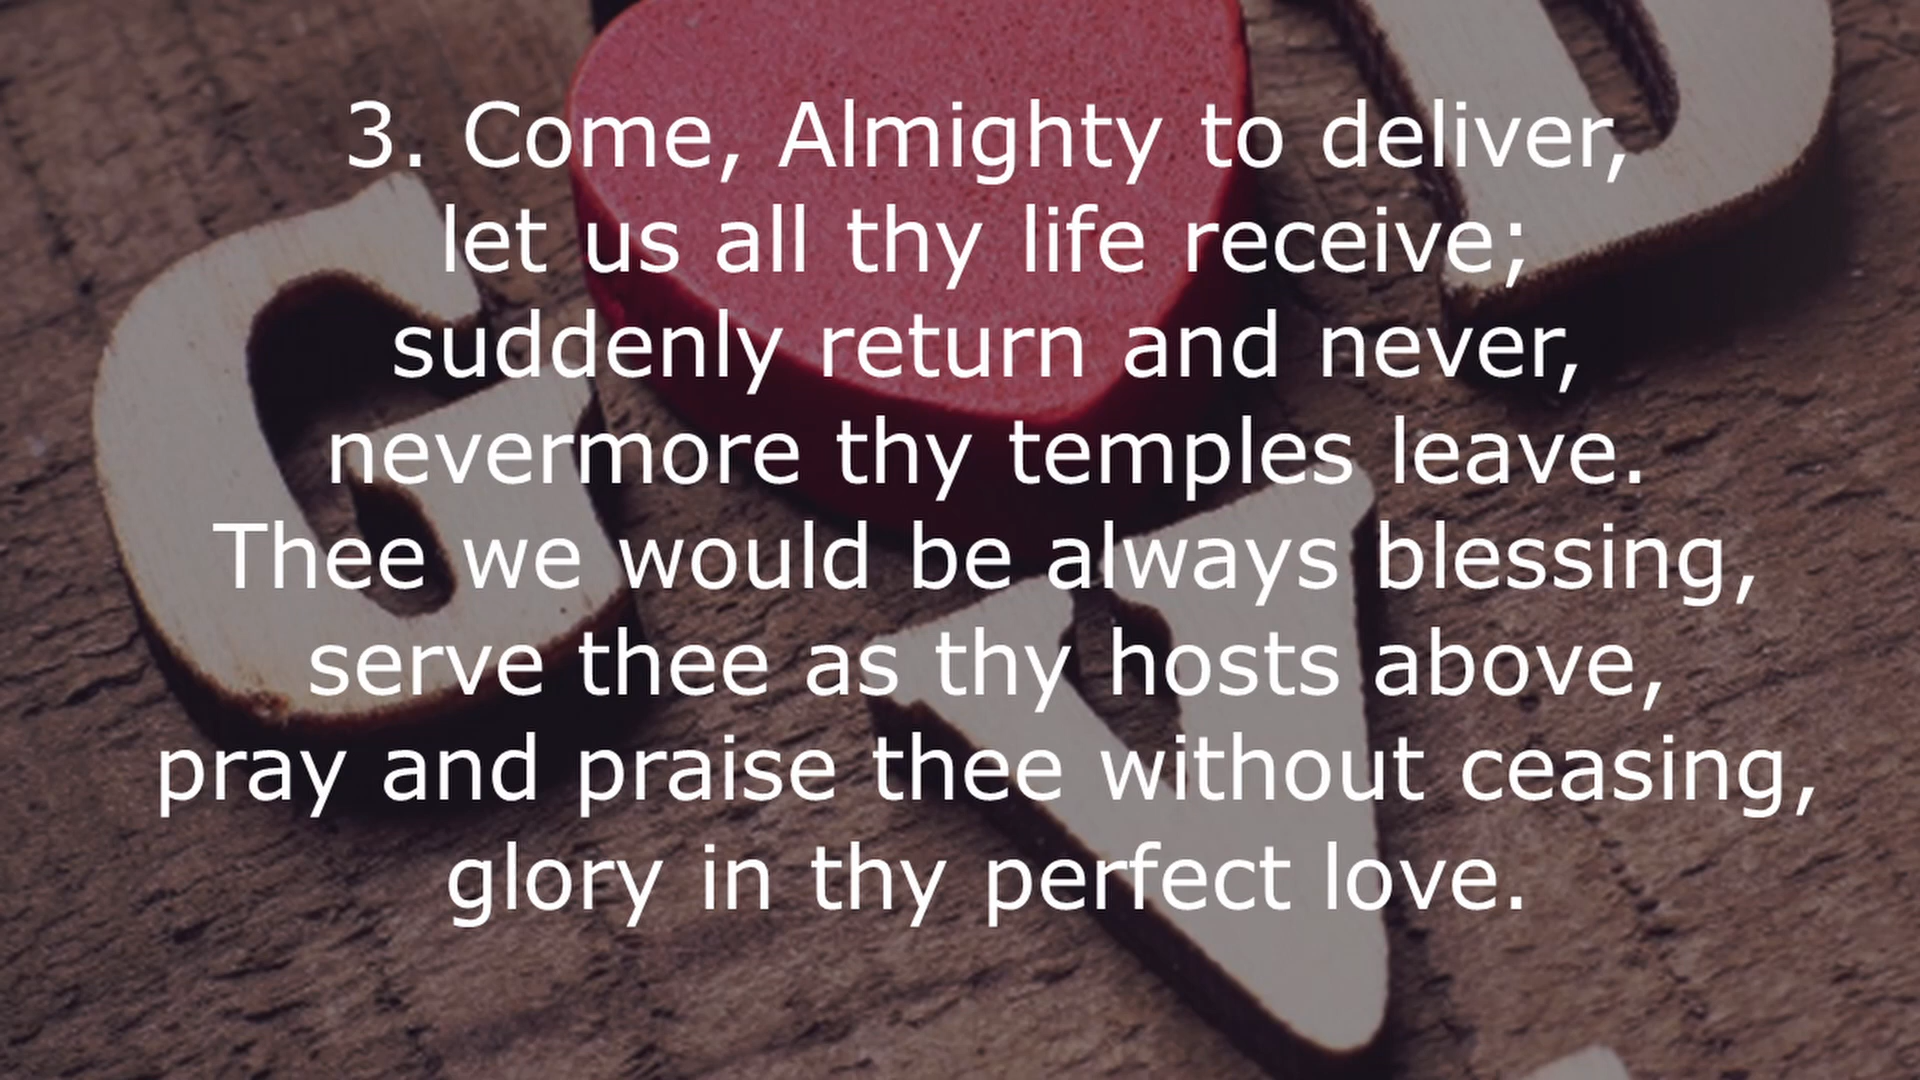 3. Come, Almighty to deliver,
let us all thy life receive;
suddenly return and never,
nevermore thy temples leave.
Thee we would be always blessing,
serve thee as thy hosts above,
pray and praise thee without ceasing,
glory in thy perfect love.
G
D
V